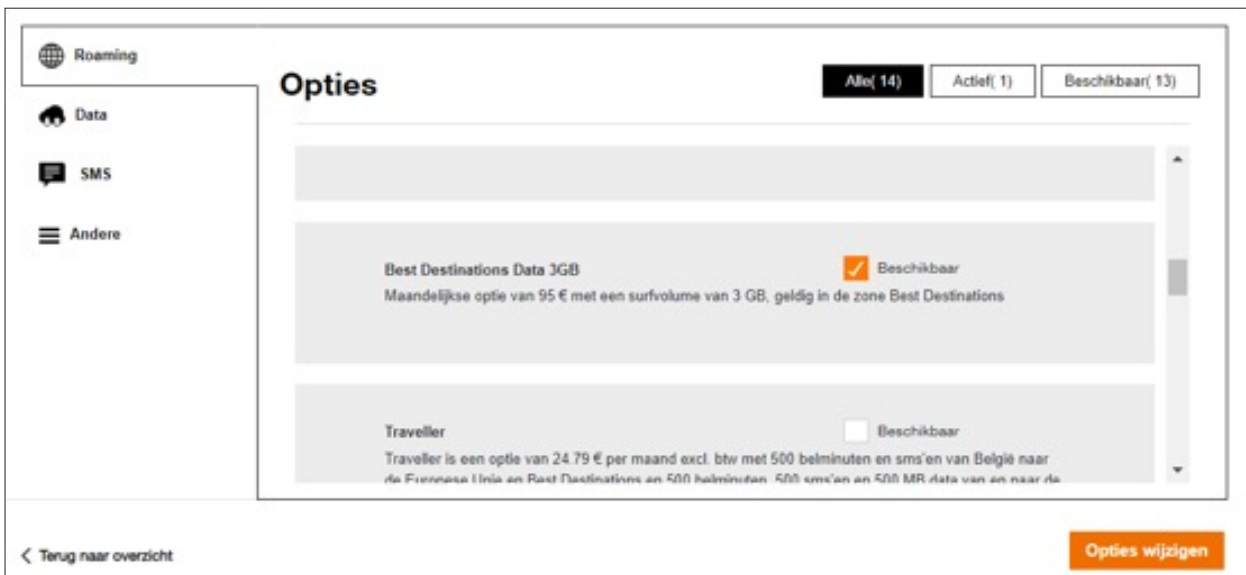 Roaming
Data
SMS
Andere
Opties
Alle( 14)
Actief( 1)
Beschikbaar( 13)
Best Destinations Data 3GB
Beschikbaar
Maandelijkse optie van 95 € met een surfvolume van 3 GB, geldig in de zone Best Destinations
Traveller
Beschikbaar
Traveller is een optie van 24.79 € per maand excl. btw met 500 belminuten en sms'en van België naar
de Europese Unie en Best Destinations en 500 belminuten, 500 sms'en en 500 MB data van en naar de
Terug naar overzicht
Opties wijzigen